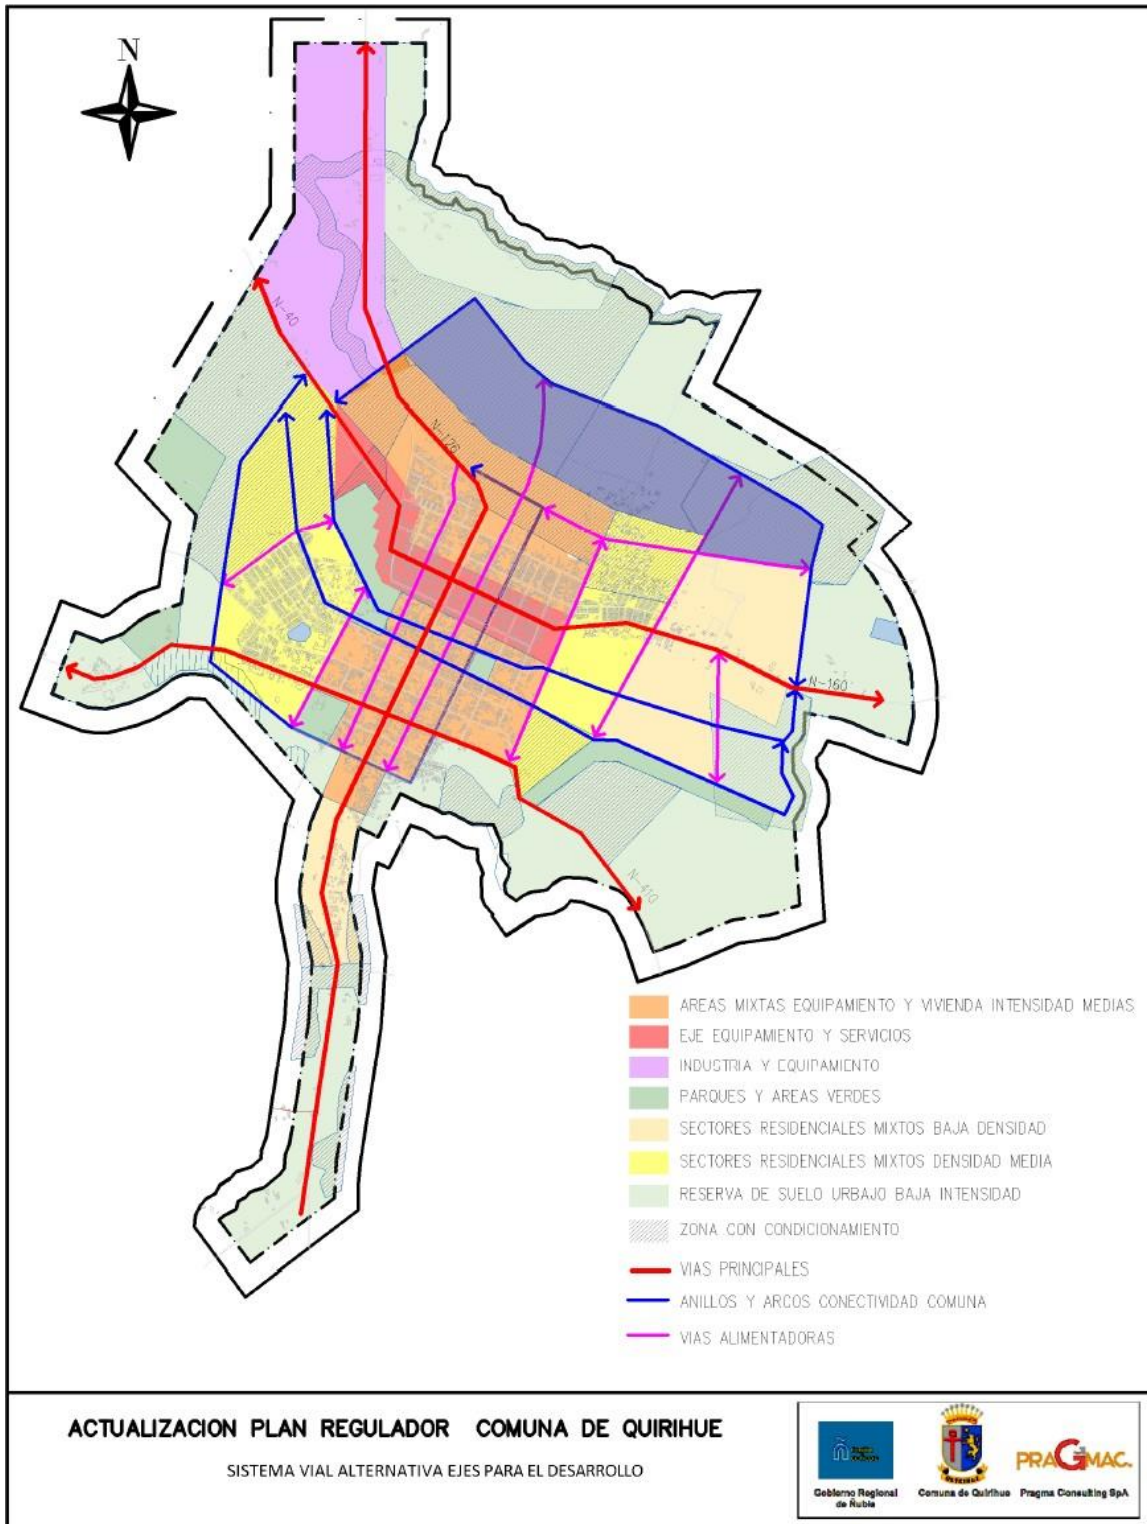 N
N-40
N-126
N-160
N-410
AREAS MIXTAS EQUIPAMIENTO Y VIVIENDA INTENSIDAD MEDIAS
EJE EQUIPAMIENTO Y SERVICIOS
INDUSTRIA Y EQUIPAMIENTO
PARQUES Y AREAS VERDES
SECTORES RESIDENCIALES MIXTOS BAJA DENSIDAD
SECTORES RESIDENCIALES MIXTOS DENSIDAD MEDIA
RESERVA DE SUELO URBAJO BAJA INTENSIDAD
ZONA CON CONDICIONAMIENTO
VIAS PRINCIPALES
ANILLOS Y ARCOS CONECTIVIDAD COMUNA
VIAS ALIMENTADORAS
ACTUALIZACION PLAN REGULADOR COMUNA DE QUIRIHUE
SISTEMA VIAL ALTERNATIVA EJES PARA EL DESARROLLO
ñ
QUIRIHUE
PRAGMAC.
Gobierno Regional
de Ñuble
Comuna de Quirihue
Pragma Consulting SpA